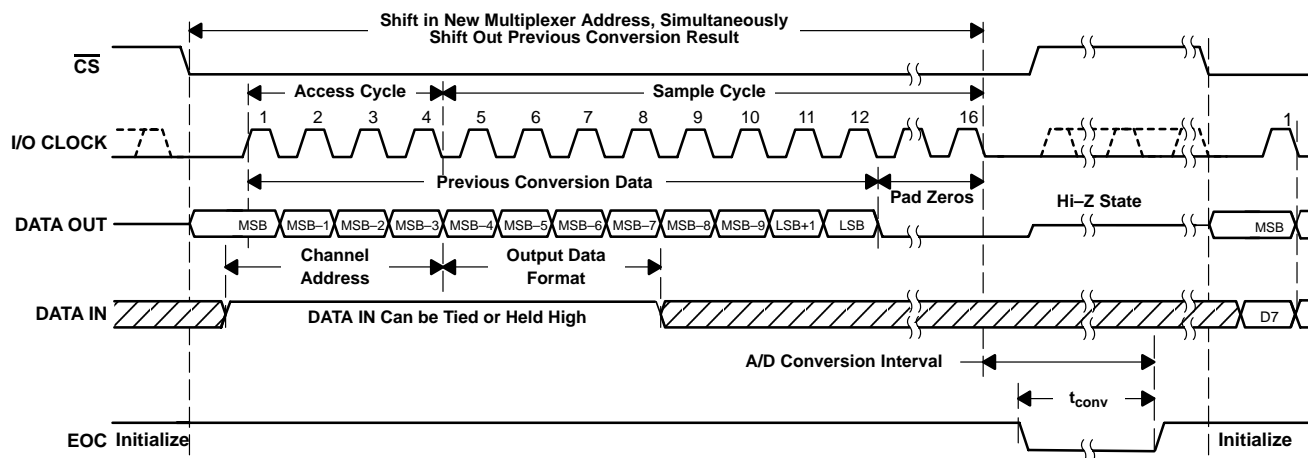 Shift in New Multiplexer Address, Simultaneously
Shift Out Previous Conversion Result
CS
Access Cycle
Sample Cycle
1 2 3 4 5 6 7 8 9 10 11 12 16 1
I/O CLOCK
Previous Conversion Data
Pad Zeros
Hi–Z State
DATA OUT
MSB MSB–1 MSB–2 MSB–3 MSB–4 MSB–5 MSB–6 MSB–7 MSB–8 MSB–9 LSB+1 LSB MSB
Channel
Address
Output Data
Format
DATA IN
DATA IN Can be Tied or Held High
D7
A/D Conversion Interval
tconv
EOC
Initialize
Initialize